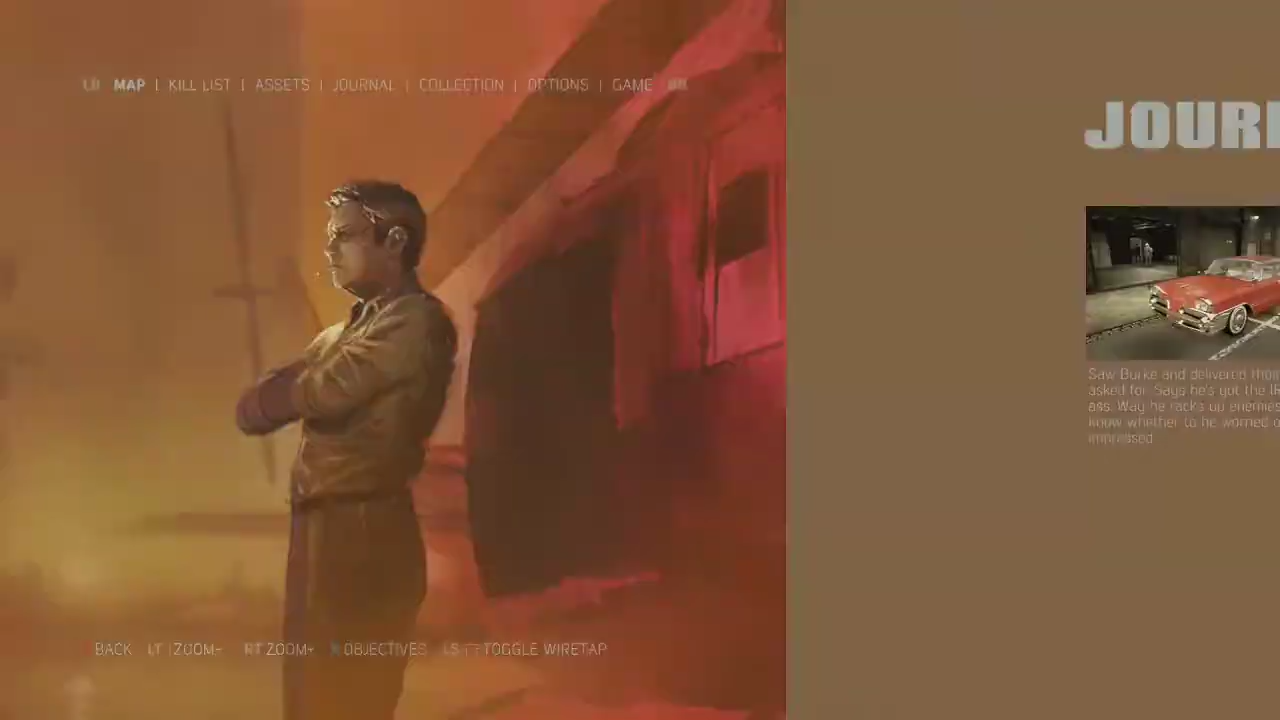 LB MAP | KILL LIST | ASSETS | JOURNAL | COLLECTION | OPTIONS | GAME
JOUR
Saw Burke and delivered
asked for. Says he's got the
ass. Way he racks up enemies
know whether to be worried
impressed.
BACK LT ZOOM- RT ZOOM+ X OBJECTIVES LS TOGGLE WIRETAP